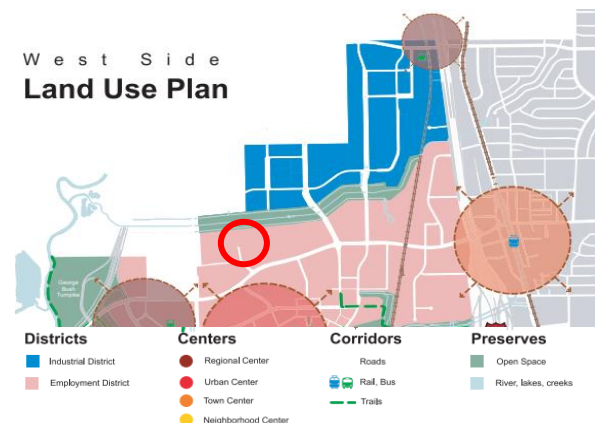 West Side
Land Use Plan
George
Bush
Turnpike
Districts
Industrial District
Employment District
Centers
Regional Center
Urban Center
Town Center
Neighborhood Center
Corridors
Roads
Rail, Bus
Trails
Preserves
Open Space
River, lakes, creeks